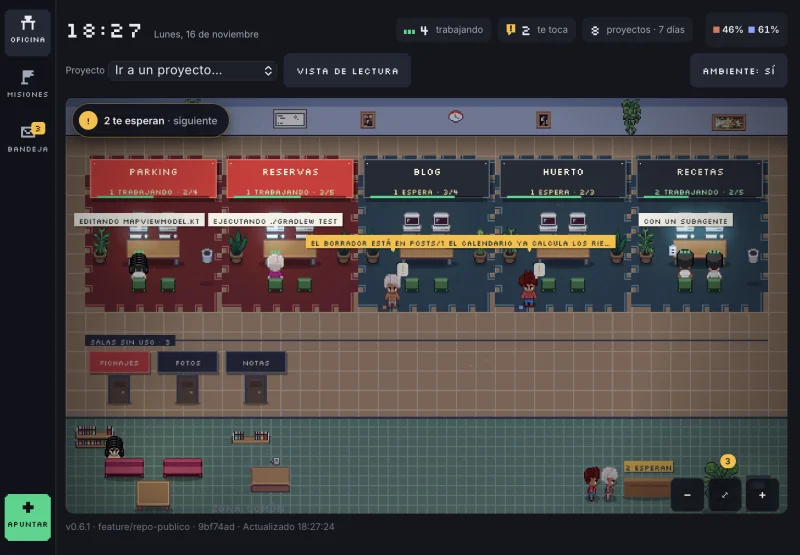 OFICINA
MISIONES
3
BANDEJA
APUNTAR
18:27
Lunes, 16 de noviembre
4 trabajando
2 te toca
8 proyectos · 7 días
46% 61%
Proyecto
Ir a un proyecto...
VISTA DE LECTURA
AMBIENTE: SÍ
2 te esperan · siguiente
PARKING
1 TRABAJANDO · 2/4
RESERVAS
1 TRABAJANDO · 2/5
BLOG
1 ESPERA · 3/4
HUERTO
1 ESPERA · 2/3
RECETAS
2 TRABAJANDO · 2/5
EDITANDO MAPVIEWMODEL.KT
EJECUTANDO ./GRADLEW TEST
CON UN SUBAGENTE
EL BORRADOR ESTÁ EN POSTS/1
EL CALENDARIO YA CALCULA LOS RIE...
SALAS SIN USO · 3
FICHAJES
FOTOS
NOTAS
ZONA COMÚN
2 ESPERAN
3
v0.6.1 · feature/repo-publico · 9bf74ad · Actualizado 18:27:24